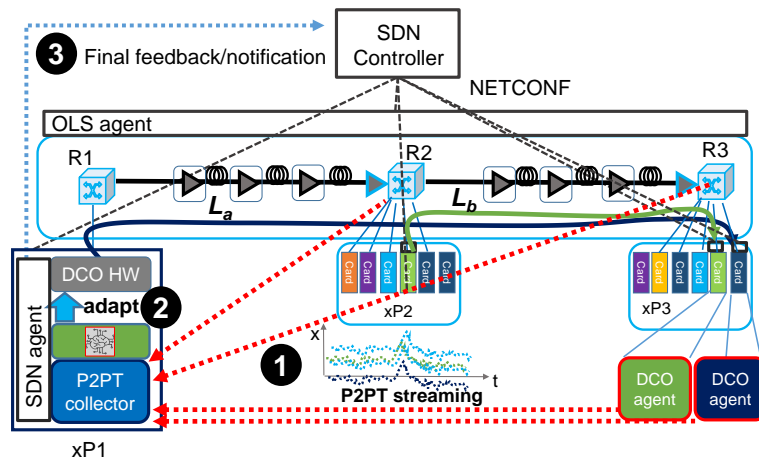 3 Final feedback/notification
SDN
Controller
NETCONF
OLS agent
R1
R2
R3
La
Lb
DCO HW
adapt
2
SDN agent
P2PT
collector
xP1
Card
Card
Card
Card
Card
Card
xP2
Card
Card
Card
Card
Card
Card
xP3
1
x
t
P2PT streaming
DCO
agent
DCO
agent